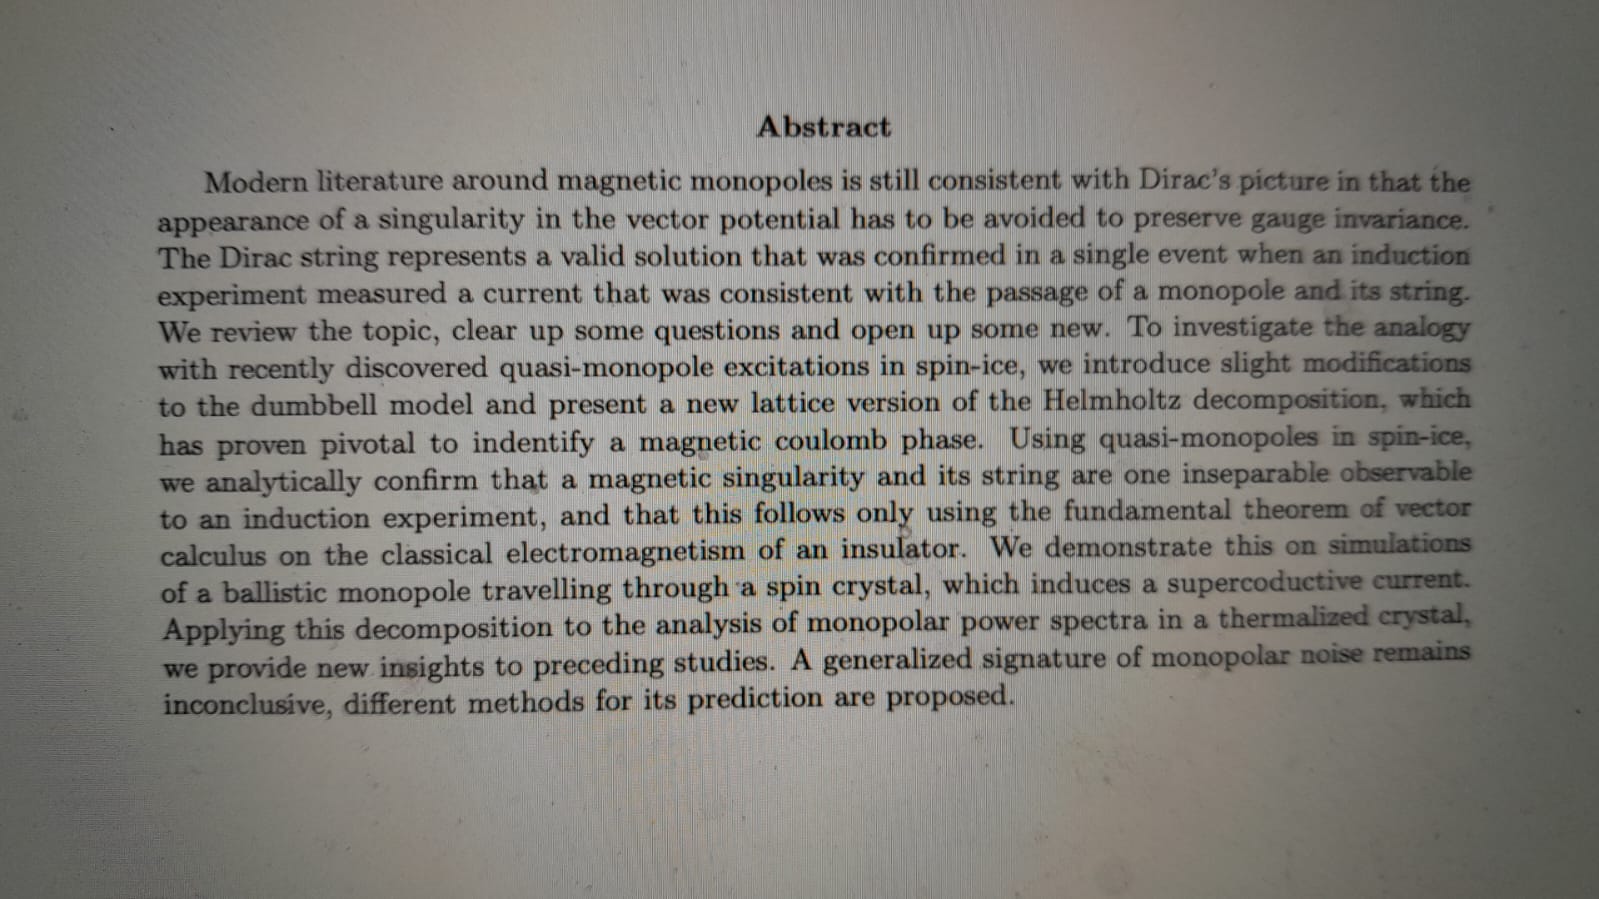 Abstract
Modern literature around magnetic monopoles is still consistent with Dirac's picture in that the
appearance of a singularity in the vector potential has to be avoided to preserve gauge invariance.
The Dirac string represents a valid solution that was confirmed in a single event when an induction
experiment measured a current that was consistent with the passage of a monopole and its string.
We review the topic, clear up some questions and open up some new. To investigate the analogy
with recently discovered quasi-monopole excitations in spin-ice, we introduce slight modifications
to the dumbbell model and present a new lattice version of the Helmholtz decomposition, which
has proven pivotal to indentify a magnetic coulomb phase. Using quasi-monopoles in spin-ice,
we analytically confirm that a magnetic singularity and its string are one inseparable observable
to an induction experiment, and that this follows only using the fundamental theorem of vector
calculus on the classical electromagnetism of an insulator. We demonstrate this on simulations
of a ballistic monopole travelling through a spin crystal, which induces a supercoductive current.
Applying this decomposition to the analysis of monopolar power spectra in a thermalized crystal,
we provide new insights to preceding studies. A generalized signature of monopolar noise remains
inconclusive, different methods for its prediction are proposed.